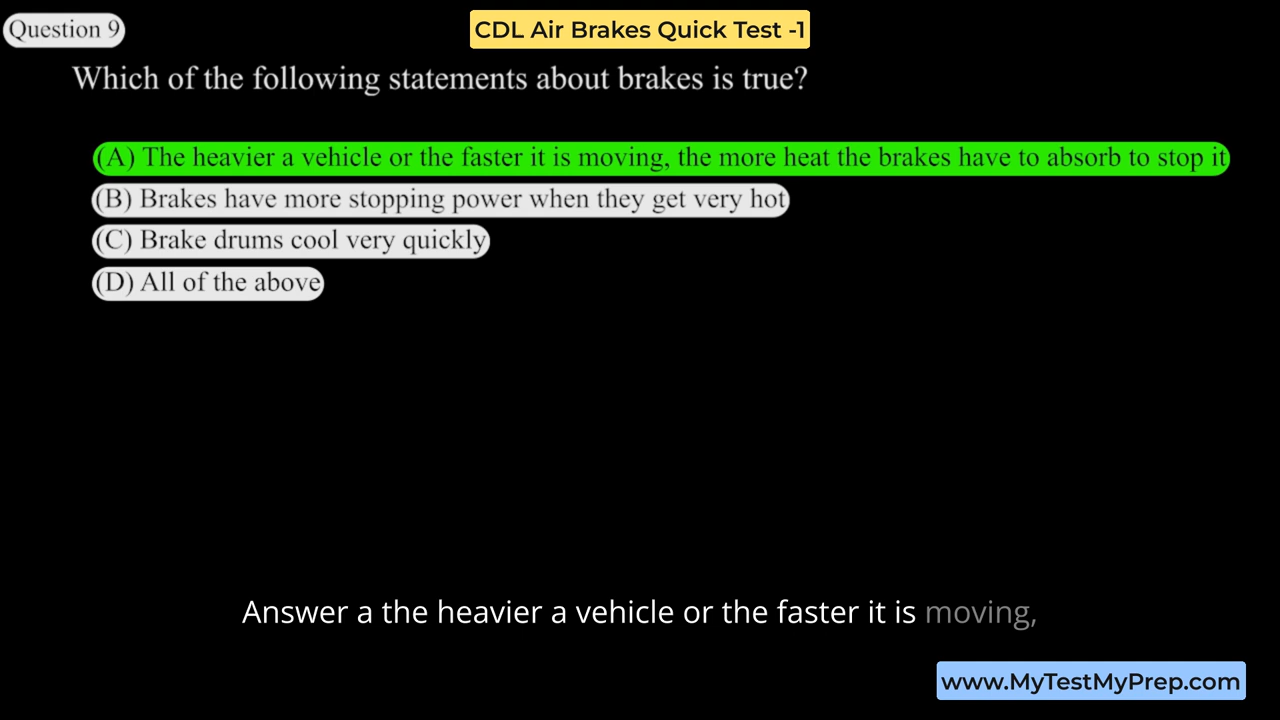 Question 9
CDL Air Brakes Quick Test -1
Which of the following statements about brakes is true?
(A) The heavier a vehicle or the faster it is moving, the more heat the brakes have to absorb to stop it
(B) Brakes have more stopping power when they get very hot
(C) Brake drums cool very quickly
(D) All of the above
Answer a the heavier a vehicle or the faster it is moving,
www.MyTestMyPrep.com